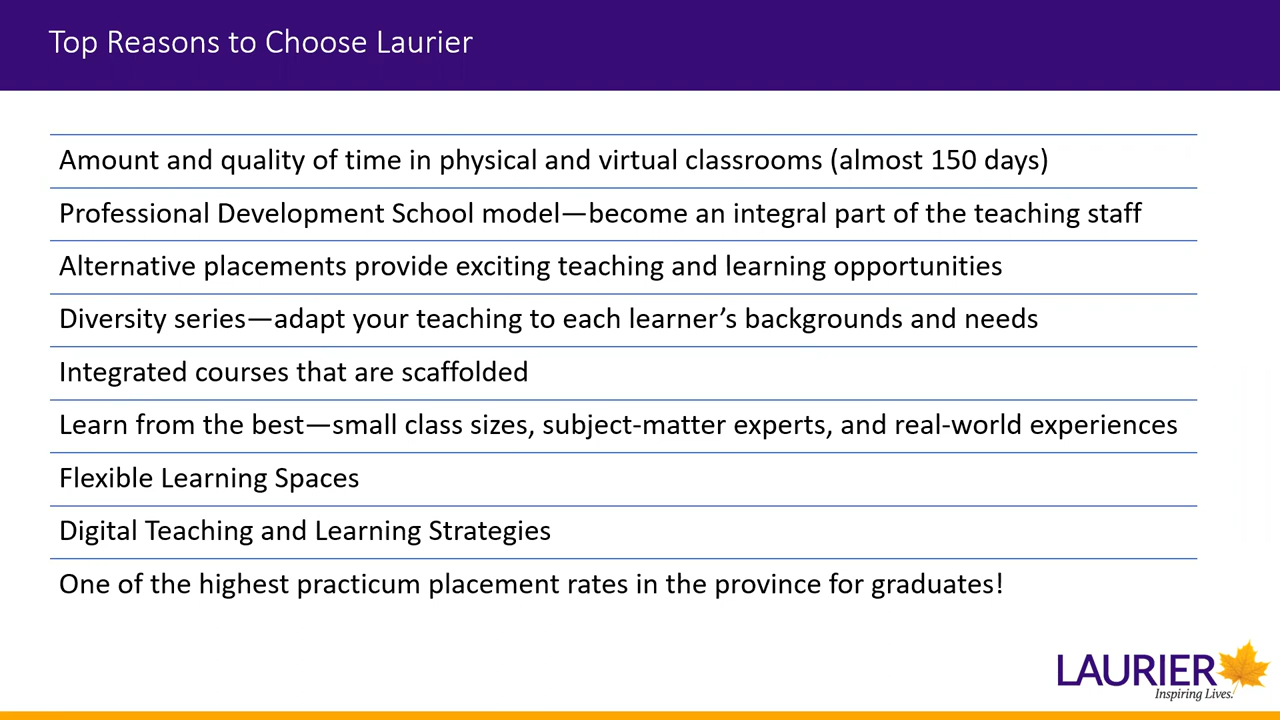 Top Reasons to Choose Laurier
Amount and quality of time in physical and virtual classrooms (almost 150 days)
Professional Development School model—become an integral part of the teaching staff
Alternative placements provide exciting teaching and learning opportunities
Diversity series—adapt your teaching to each learner’s backgrounds and needs
Integrated courses that are scaffolded
Learn from the best—small class sizes, subject-matter experts, and real-world experiences
Flexible Learning Spaces
Digital Teaching and Learning Strategies
One of the highest practicum placement rates in the province for graduates!
LAURIER
Inspiring Lives.